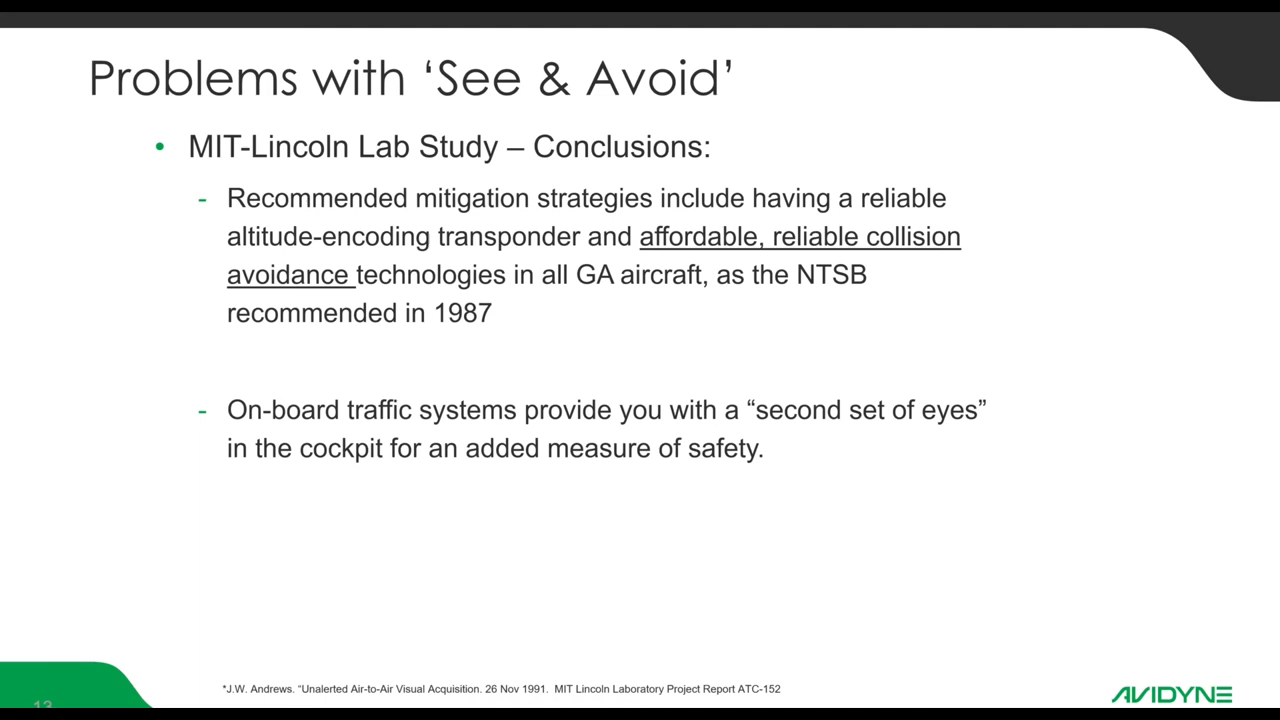 Problems with ‘See & Avoid’
• MIT-Lincoln Lab Study – Conclusions:
- Recommended mitigation strategies include having a reliable
altitude-encoding transponder and affordable, reliable collision
avoidance technologies in all GA aircraft, as the NTSB
recommended in 1987
- On-board traffic systems provide you with a “second set of eyes”
in the cockpit for an added measure of safety.
*J.W. Andrews. “Unalerted Air-to-Air Visual Acquisition. 26 Nov 1991. MIT Lincoln Laboratory Project Report ATC-152
AVIDYNE